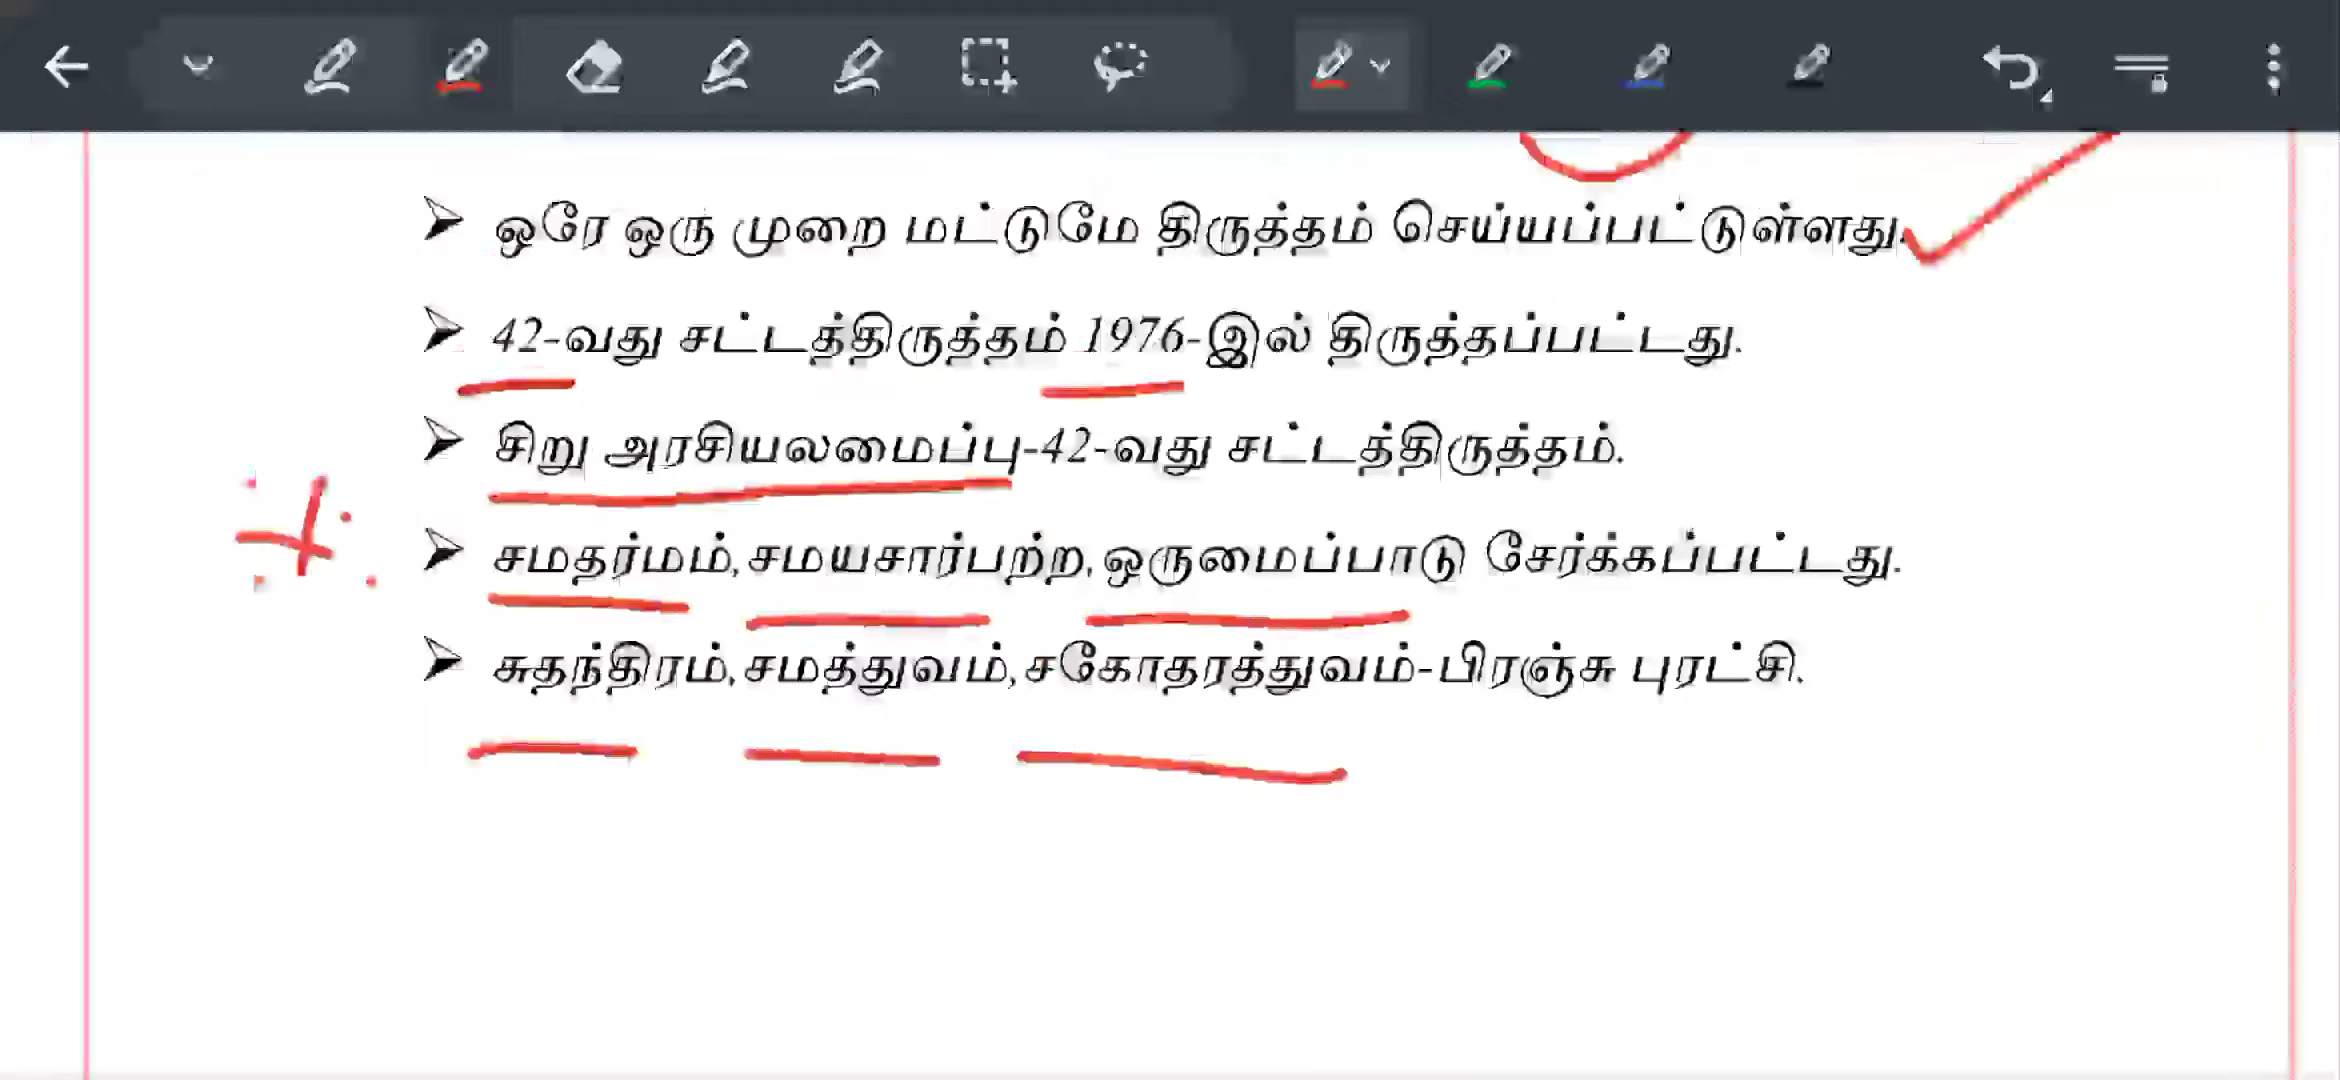 ஒரே ஒரு முறை மட்டுமே திருத்தம் செய்யப்பட்டுள்ளது.
42-வது சட்டத்திருத்தம் 1976-இல் திருத்தப்பட்டது.
சிறு அரசியலமைப்பு-42-வது சட்டத்திருத்தம்.
சமதர்மம்,சமயசார்பற்ற,ஒருமைப்பாடு சேர்க்கப்பட்டது.
சுதந்திரம்,சமத்துவம்,சகோதரத்துவம்-பிரஞ்சு புரட்சி.